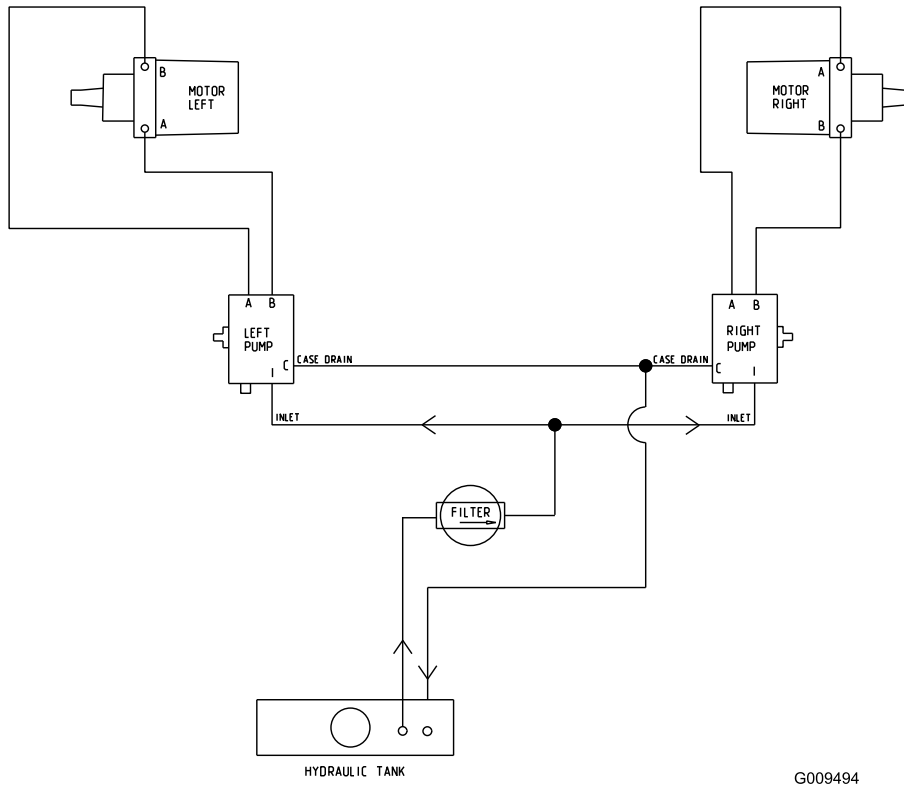 B
A
MOTOR
LEFT
A
B
MOTOR
RIGHT
A B
LEFT
PUMP
C
I
CASE DRAIN
INLET
A B
RIGHT
PUMP
C
I
CASE DRAIN
INLET
FILTER
HYDRAULIC TANK
G009494